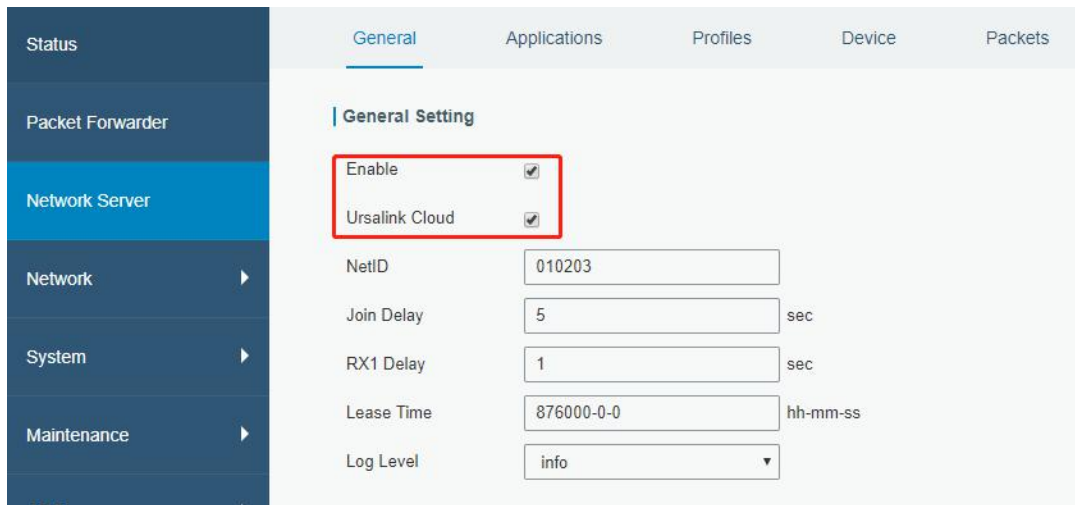 Status
Packet Forwarder
Network Server
Network
System
Maintenance
General Applications Profiles Device Packets
General Setting
Enable
Ursalink Cloud
NetID 010203
Join Delay 5 sec
RX1 Delay 1 sec
Lease Time 876000-0-0 hh-mm-ss
Log Level info